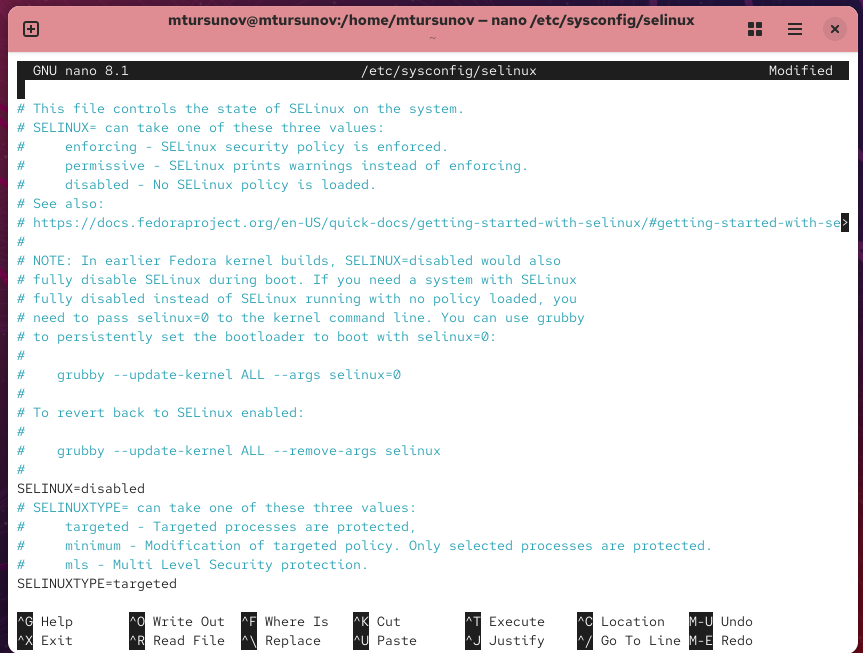 mtursunov@mtursunov:/home/mtursunov — nano /etc/sysconfig/selinux
~
GNU nano 8.1 /etc/sysconfig/selinux Modified
# This file controls the state of SELinux on the system.
# SELINUX= can take one of these three values:
#     enforcing - SELinux security policy is enforced.
#     permissive - SELinux prints warnings instead of enforcing.
#     disabled - No SELinux policy is loaded.
# See also:
# https://docs.fedoraproject.org/en-US/quick-docs/getting-started-with-selinux/#getting-started-with-se>
#
# NOTE: In earlier Fedora kernel builds, SELINUX=disabled would also
# fully disable SELinux during boot. If you need a system with SELinux
# fully disabled instead of SELinux running with no policy loaded, you
# need to pass selinux=0 to the kernel command line. You can use grubby
# to persistently set the bootloader to boot with selinux=0:
#
#    grubby --update-kernel ALL --args selinux=0
#
# To revert back to SELinux enabled:
#
#    grubby --update-kernel ALL --remove-args selinux
#
SELINUX=disabled
# SELINUXTYPE= can take one of these three values:
#     targeted - Targeted processes are protected,
#     minimum - Modification of targeted policy. Only selected processes are protected.
#     mls - Multi Level Security protection.
SELINUXTYPE=targeted
^G Help ^O Write Out ^F Where Is ^K Cut ^T Execute ^C Location M-U Undo
^X Exit ^R Read File ^\ Replace ^U Paste ^J Justify ^/ Go To Line M-E Redo